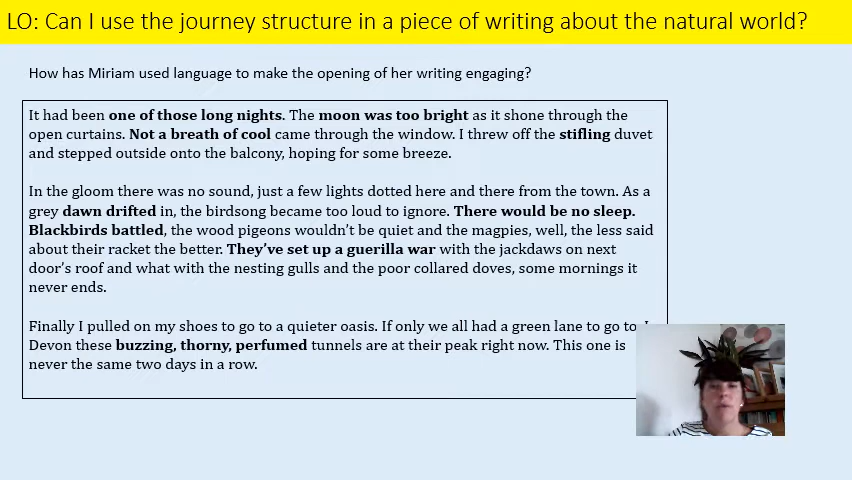 LO: Can I use the journey structure in a piece of writing about the natural world?
How has Miriam used language to make the opening of her writing engaging?
It had been one of those long nights. The moon was too bright as it shone through the
open curtains. Not a breath of cool came through the window. I threw off the stifling duvet
and stepped outside onto the balcony, hoping for some breeze.
In the gloom there was no sound, just a few lights dotted here and there from the town. As a
grey dawn drifted in, the birdsong became too loud to ignore. There would be no sleep.
Blackbirds battled, the wood pigeons wouldn't be quiet and the magpies, well, the less said
about their racket the better. They've set up a guerilla war with the jackdaws on next
door's roof and what with the nesting gulls and the poor collared doves, some mornings it
never ends.
Finally I pulled on my shoes to go to a quieter oasis. If only we all had a green lane to go to.
Devon these buzzing, thorny, perfumed tunnels are at their peak right now. This one is
never the same two days in a row.